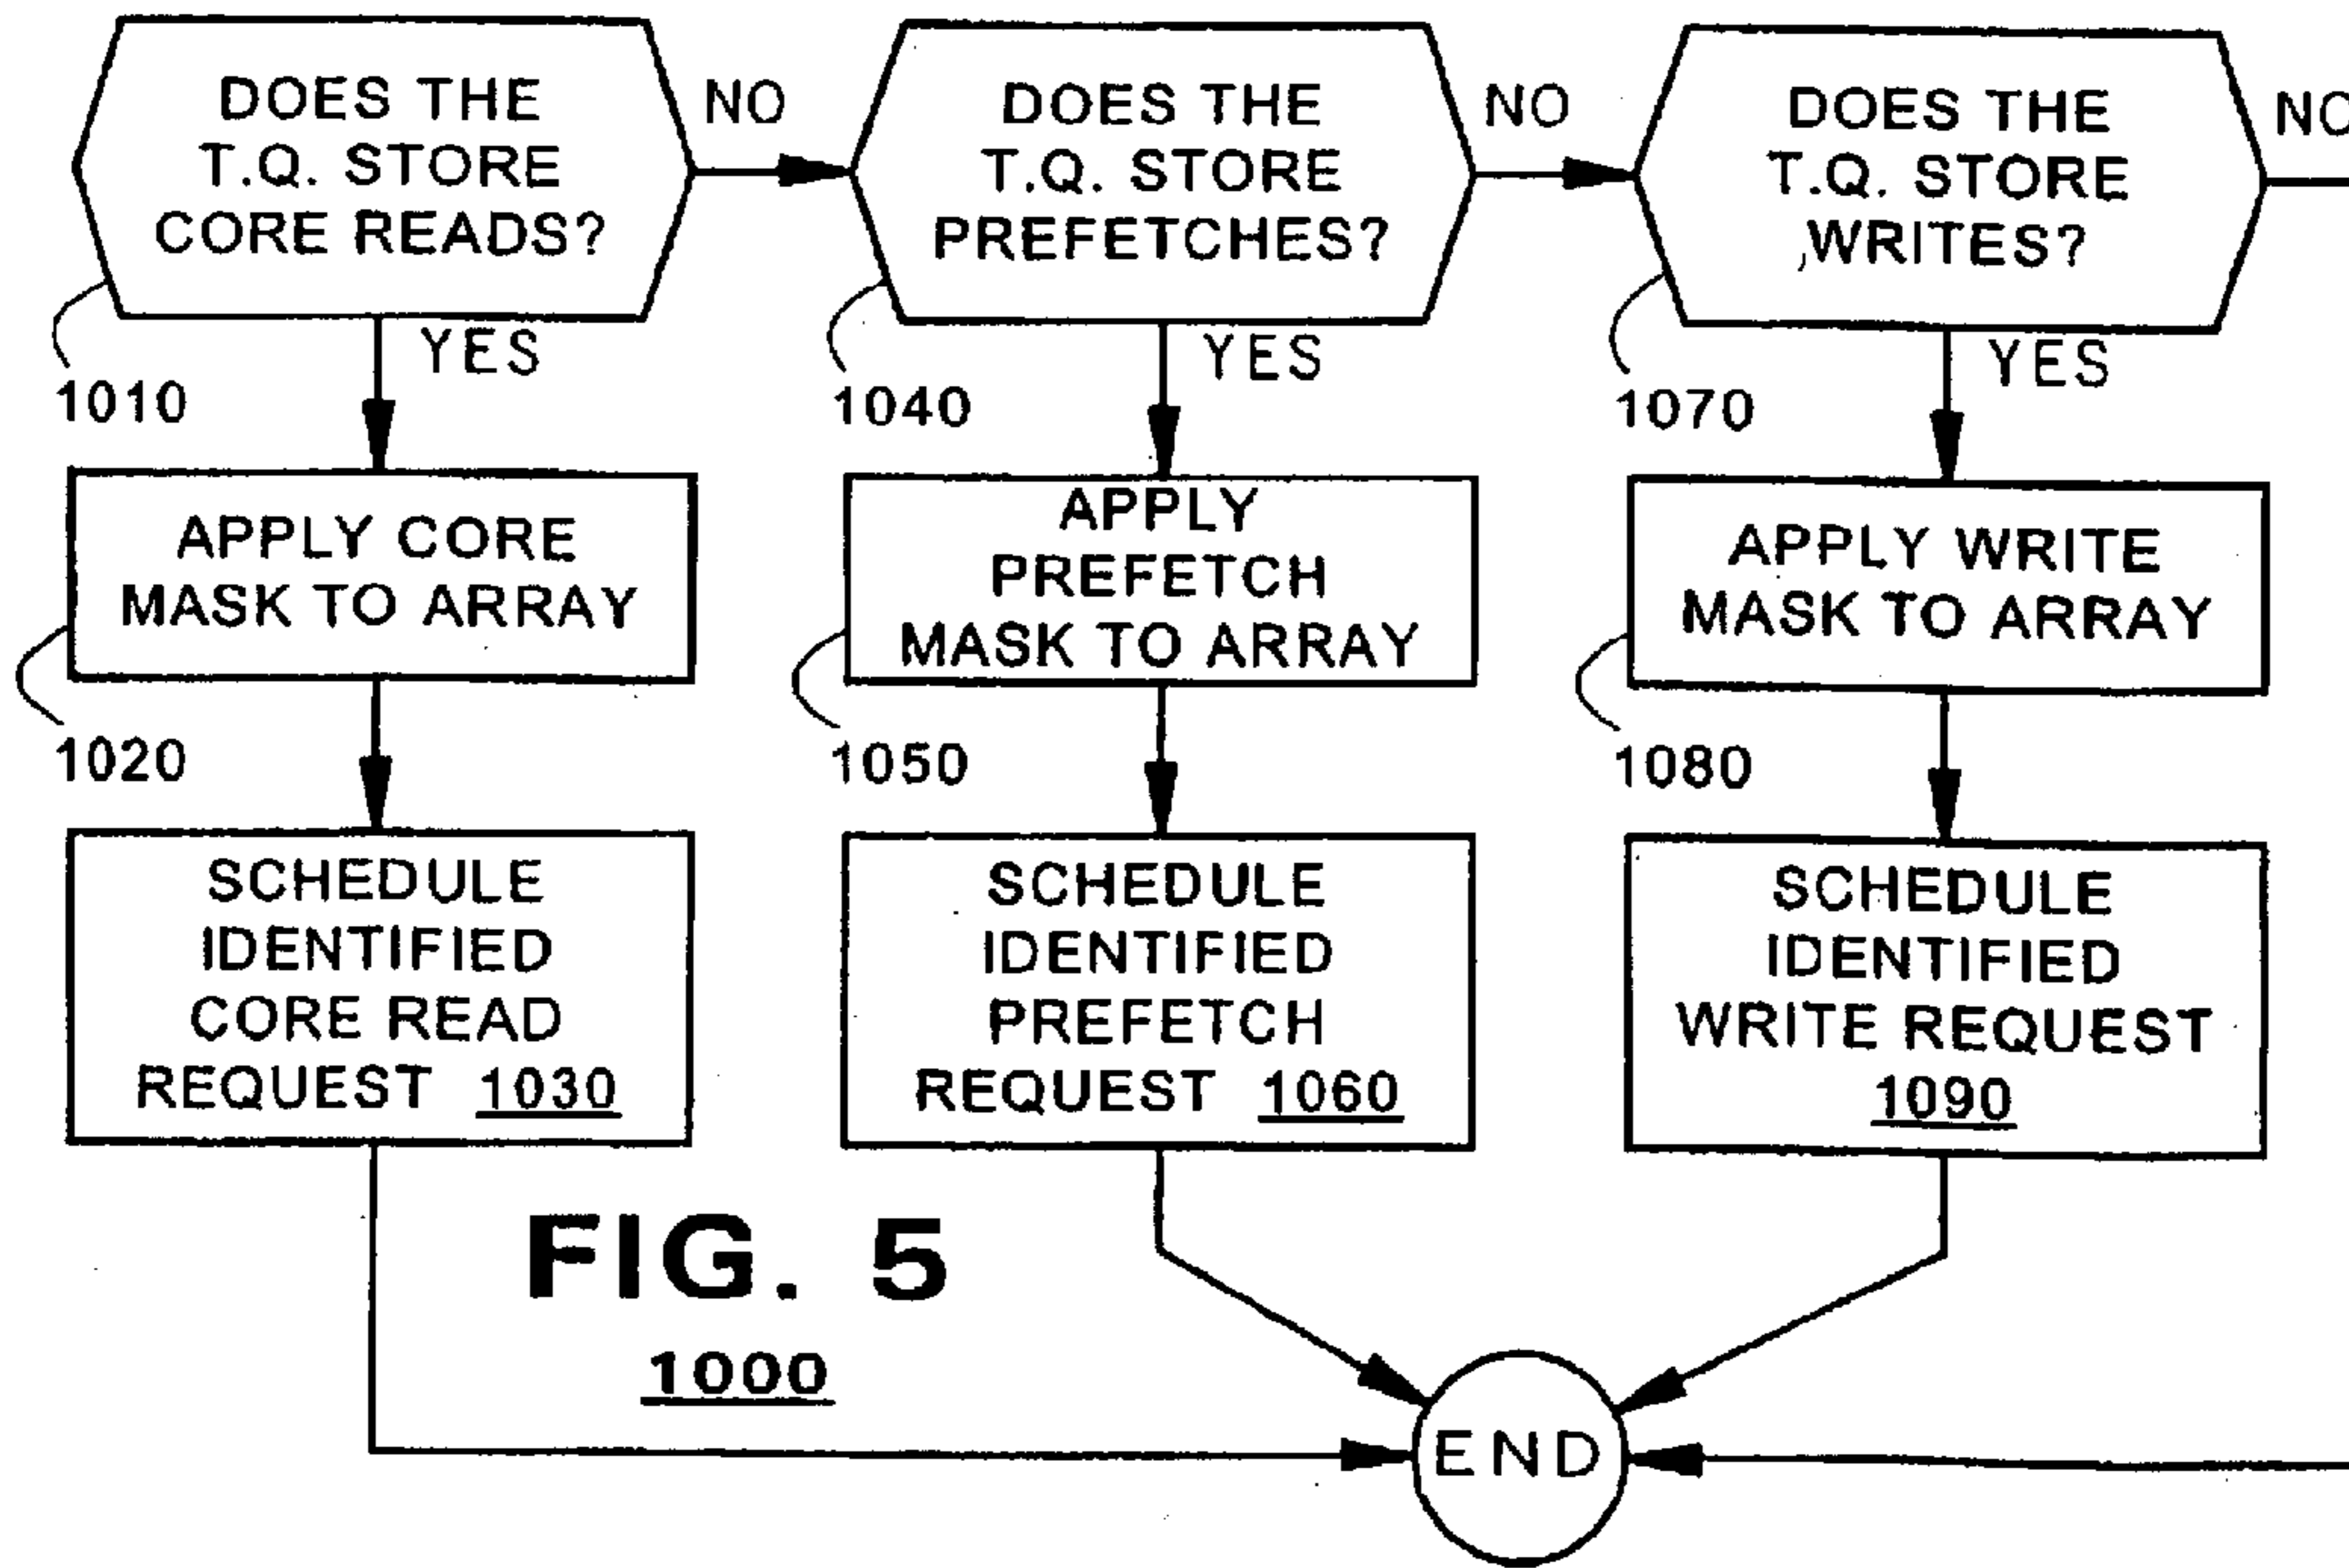 DOES THE
T.Q. STORE
CORE READS?
NO
1010
YES
DOES THE
T.Q. STORE
PREFETCHES?
NO
1040
YES
DOES THE
T.Q. STORE
WRITES?
NO
1070
YES
APPLY CORE
MASK TO ARRAY
1020
APPLY
PREFETCH
MASK TO ARRAY
1050
APPLY WRITE
MASK TO ARRAY
1080
SCHEDULE
IDENTIFIED
CORE READ
REQUEST 1030
SCHEDULE
IDENTIFIED
PREFETCH
REQUEST 1060
SCHEDULE
IDENTIFIED
WRITE REQUEST
1090
FIG. 5
1000
END